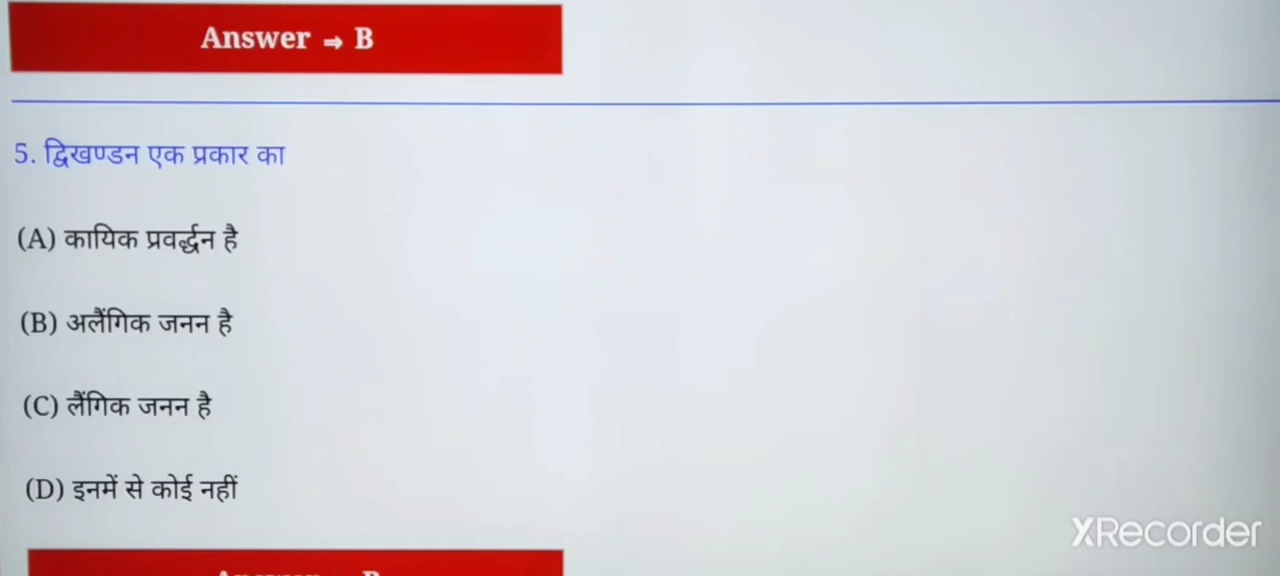 Answer ⇒ B
5. द्विखण्डन एक प्रकार का
(A) कायिक प्रवर्द्धन है
(B) अलैंगिक जनन है
(C) लैंगिक जनन है
(D) इनमें से कोई नहीं
XRecorder